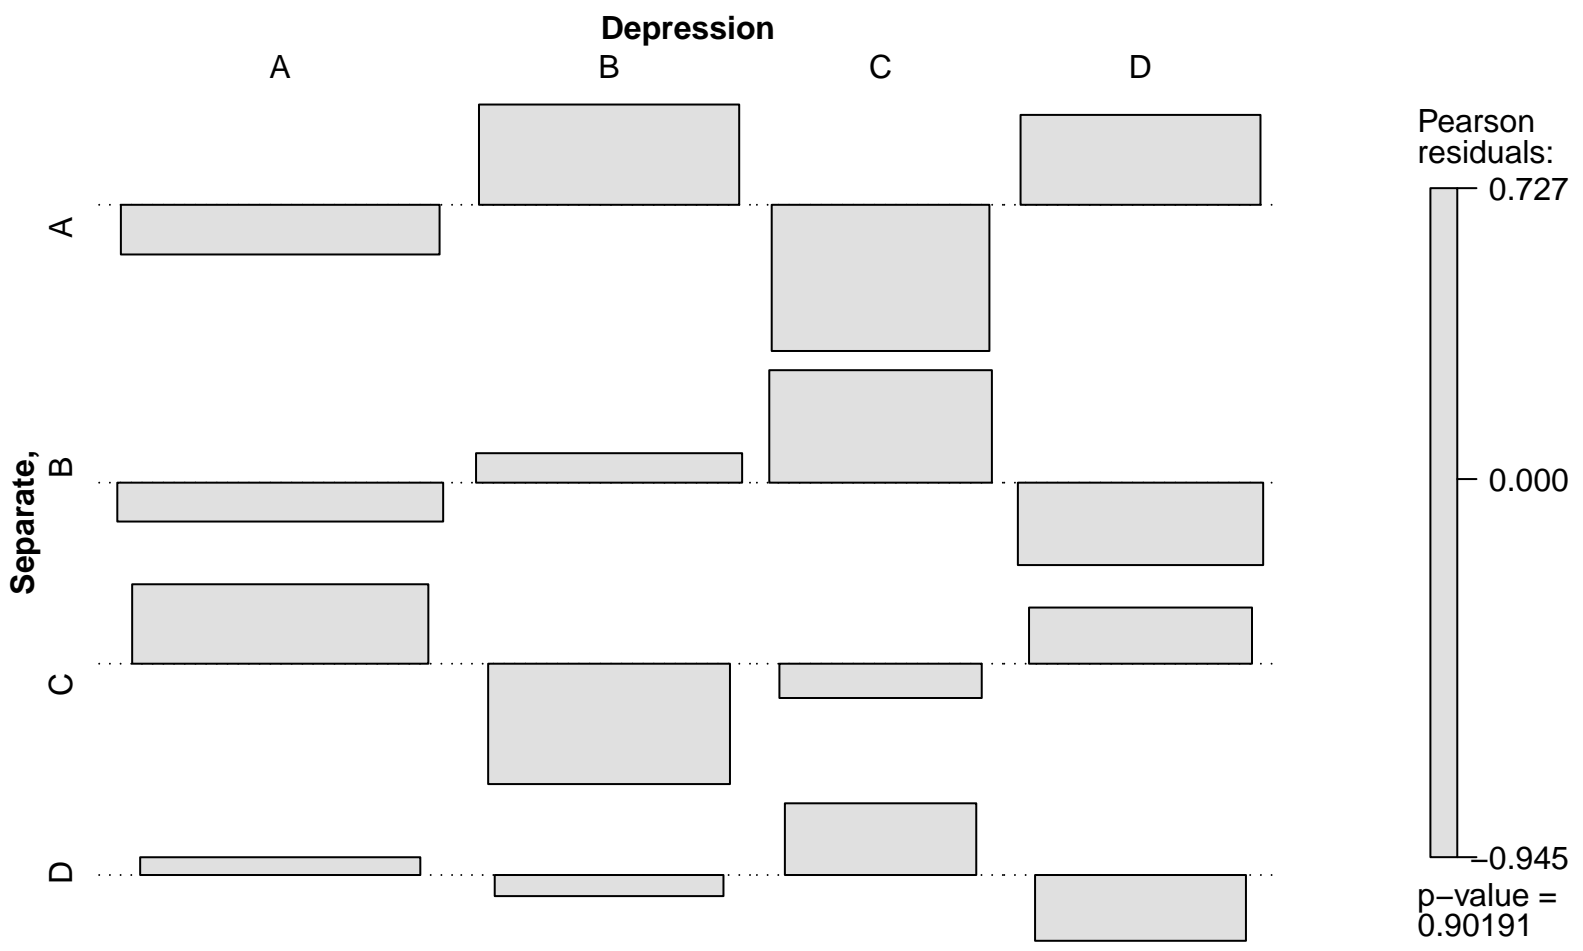 Depression
A B C D
Separate,
A
B
C
D
Pearson
residuals:
0.727
0.000
−0.945
p−value =
0.90191